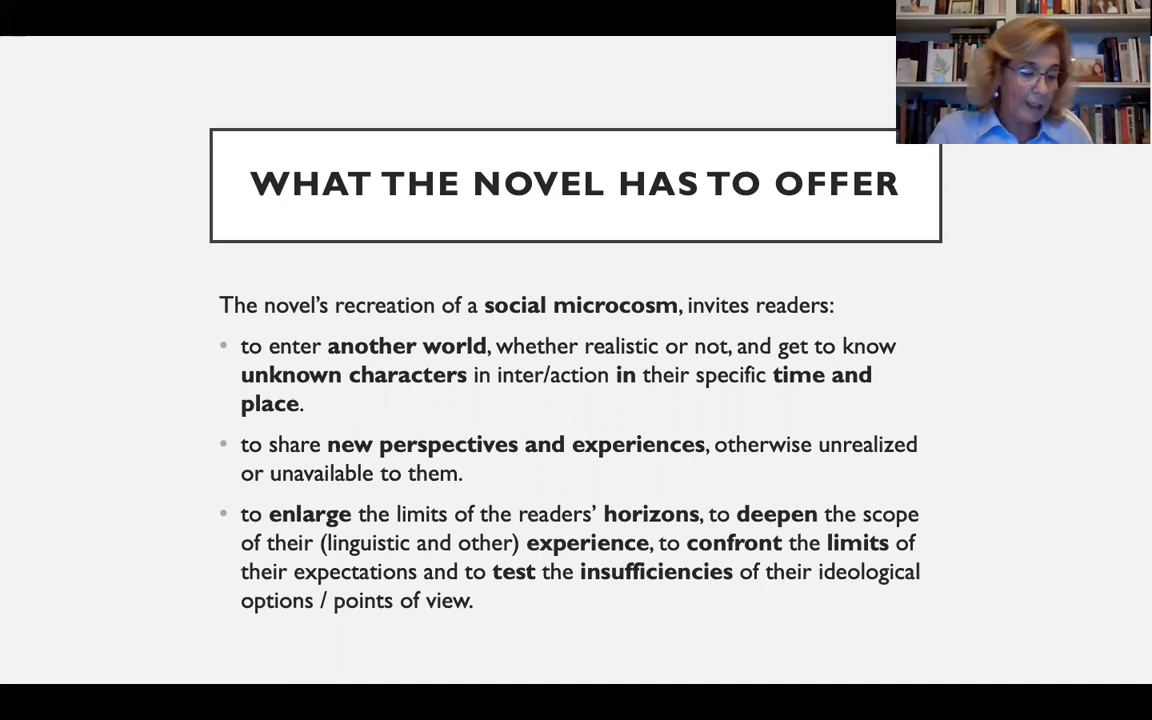 WHAT THE NOVEL HAS TO OFFER
The novel's recreation of a social microcosm, invites readers:
• to enter another world, whether realistic or not, and get to know
unknown characters in inter/action in their specific time and
place.
• to share new perspectives and experiences, otherwise unrealized
or unavailable to them.
• to enlarge the limits of the readers' horizons, to deepen the scope
of their (linguistic and other) experience, to confront the limits of
their expectations and to test the insufficiencies of their ideological
options / points of view.